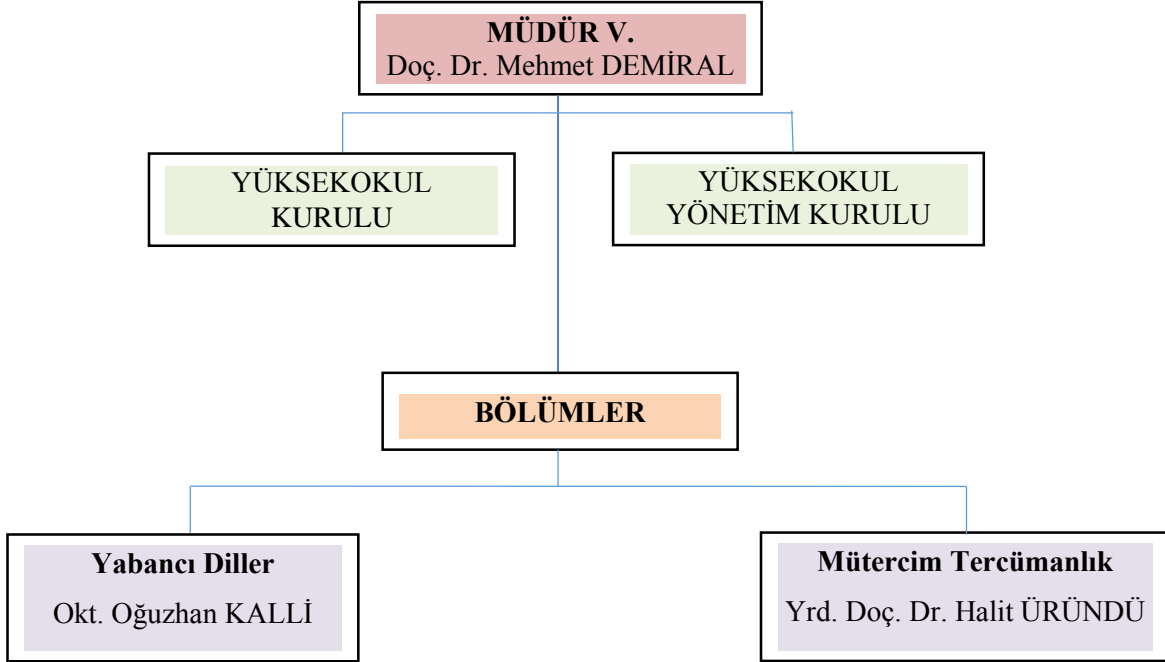 MÜDÜR V.
Doç. Dr. Mehmet DEMİRAL
YÜKSEKOKUL
KURULU
YÜKSEKOKUL
YÖNETİM KURULU
BÖLÜMLER
Yabancı Diller
Okt. Oğuzhan KALLİ
Mütercim Tercümanlık
Yrd. Doç. Dr. Halit ÜRÜNDÜ